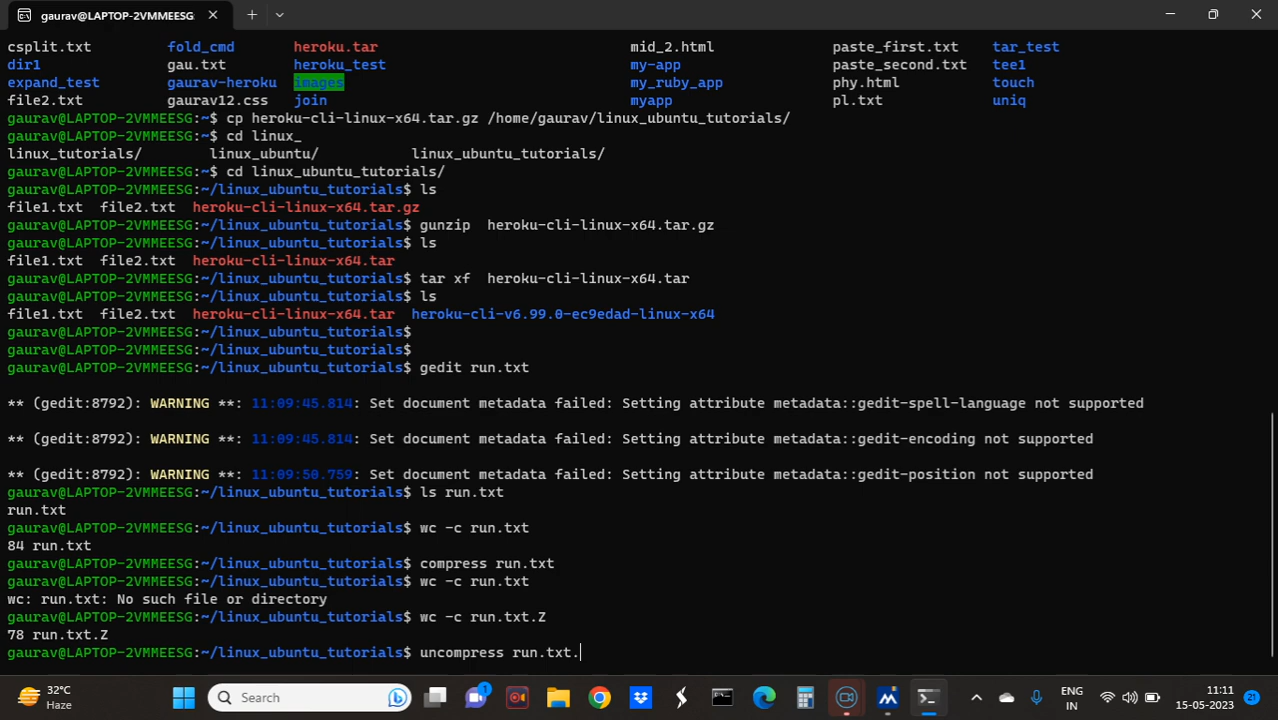 gaurav@LAPTOP-2VMMEESG: ~
csplit.txt fold_cmd heroku.tar mid_2.html paste_first.txt tar_test
dir1 gau.txt heroku_test my-app paste_second.txt tee1
expand_test gaurav-heroku images my_ruby_app phy.html touch
file2.txt gaurav12.css join myapp pl.txt uniq
gaurav@LAPTOP-2VMMEESG:~$ cp heroku-cli-linux-x64.tar.gz /home/gaurav/linux_ubuntu_tutorials/
gaurav@LAPTOP-2VMMEESG:~$ cd linux_
linux_tutorials/ linux_ubuntu/ linux_ubuntu_tutorials/
gaurav@LAPTOP-2VMMEESG:~$ cd linux_ubuntu_tutorials/
gaurav@LAPTOP-2VMMEESG:~/linux_ubuntu_tutorials$ ls
file1.txt file2.txt heroku-cli-linux-x64.tar.gz
gaurav@LAPTOP-2VMMEESG:~/linux_ubuntu_tutorials$ gunzip heroku-cli-linux-x64.tar.gz
gaurav@LAPTOP-2VMMEESG:~/linux_ubuntu_tutorials$ ls
file1.txt file2.txt heroku-cli-linux-x64.tar
gaurav@LAPTOP-2VMMEESG:~/linux_ubuntu_tutorials$ tar xf heroku-cli-linux-x64.tar
gaurav@LAPTOP-2VMMEESG:~/linux_ubuntu_tutorials$ ls
file1.txt file2.txt heroku-cli-linux-x64.tar heroku-cli-v6.99.0-ec9edad-linux-x64
gaurav@LAPTOP-2VMMEESG:~/linux_ubuntu_tutorials$
gaurav@LAPTOP-2VMMEESG:~/linux_ubuntu_tutorials$
gaurav@LAPTOP-2VMMEESG:~/linux_ubuntu_tutorials$ gedit run.txt
** (gedit:8792): WARNING **: 11:09:45.814: Set document metadata failed: Setting attribute metadata::gedit-spell-language not supported
** (gedit:8792): WARNING **: 11:09:45.814: Set document metadata failed: Setting attribute metadata::gedit-encoding not supported
** (gedit:8792): WARNING **: 11:09:50.759: Set document metadata failed: Setting attribute metadata::gedit-position not supported
gaurav@LAPTOP-2VMMEESG:~/linux_ubuntu_tutorials$ ls run.txt
run.txt
gaurav@LAPTOP-2VMMEESG:~/linux_ubuntu_tutorials$ wc -c run.txt
84 run.txt
gaurav@LAPTOP-2VMMEESG:~/linux_ubuntu_tutorials$ compress run.txt
gaurav@LAPTOP-2VMMEESG:~/linux_ubuntu_tutorials$ wc -c run.txt
wc: run.txt: No such file or directory
gaurav@LAPTOP-2VMMEESG:~/linux_ubuntu_tutorials$ wc -c run.txt.Z
78 run.txt.Z
gaurav@LAPTOP-2VMMEESG:~/linux_ubuntu_tutorials$ uncompress run.txt.
32°C
Haze
Search
1
ENG
IN
11:11
15-05-2023
21